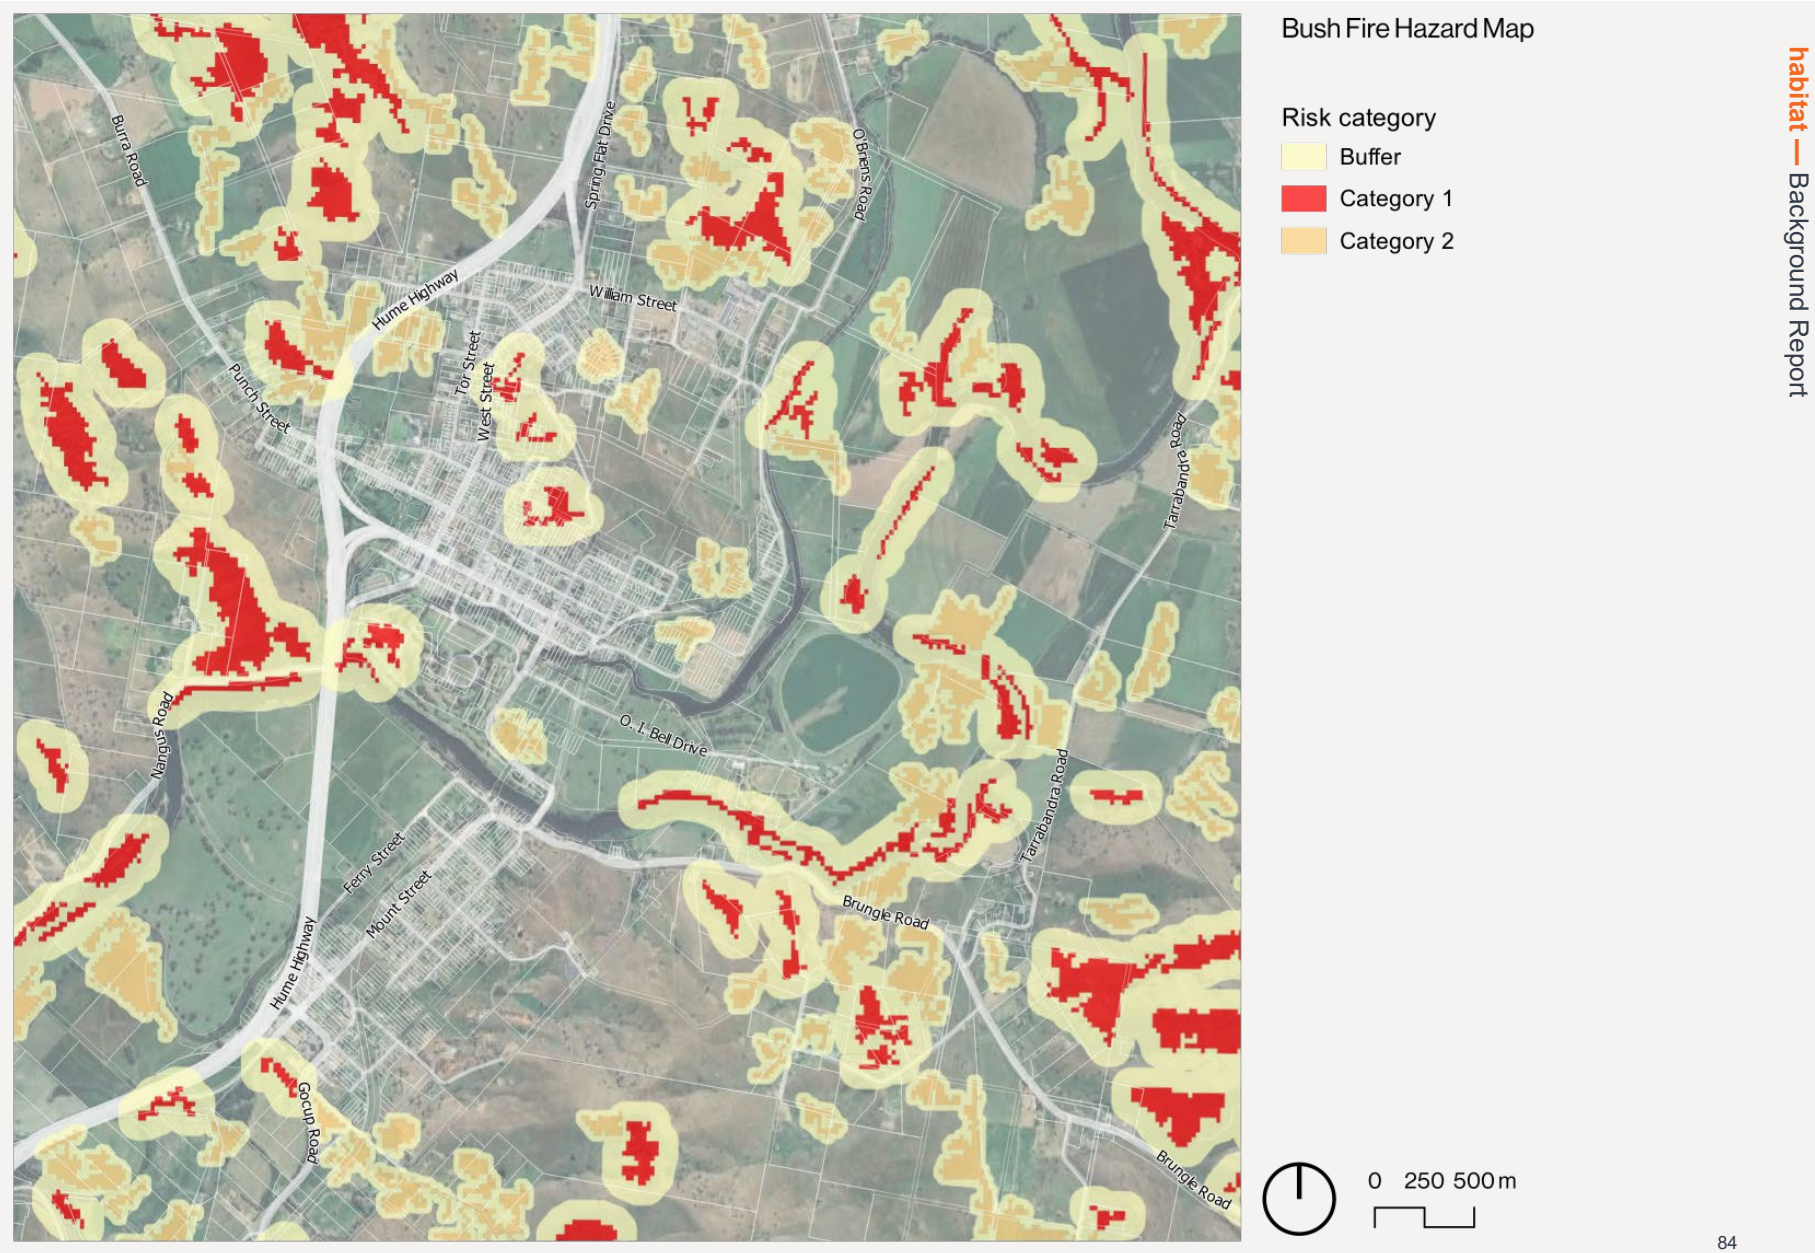 Bush Fire Hazard Map
Risk category
Buffer
Category 1
Category 2
habitat — Background Report
Burra Road
Spring Flat Drive
O'Briens Road
Hume Highway
William Street
Tor Street
West Street
Punch Street
Tarrabandra Road
Nangus Road
O. I. Bell Drive
Tarrabandra Road
Ferry Street
Mount Street
Brungle Road
Hume Highway
Gocup Road
Brungle Road
0 250 500 m
84